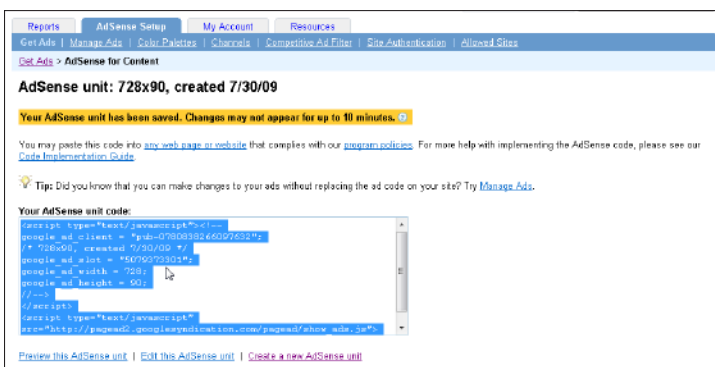 Reports AdSense Setup My Account Resources
Get Ads | Manage Ads | Color Palettes | Channels | Competitive Ad Filter | Site Authentication | Allowed Sites
Get Ads > AdSense for Content
AdSense unit: 728x90, created 7/30/09
Your AdSense unit has been saved. Changes may not appear for up to 10 minutes. ?
You may paste this code into any web page or website that complies with our program policies. For more help with implementing the AdSense code, please see our
Code Implementation Guide.
Tip: Did you know that you can make changes to your ads without replacing the ad code on your site? Try Manage Ads.
Your AdSense unit code:
<script type="text/javascript"><!--
google_ad_client = "pub-0780838266097632";
/* 728x90, created 7/30/09 */
google_ad_slot = "5079373301";
google_ad_width = 728;
google_ad_height = 90;
//-->
</script>
<script type="text/javascript"
src="http://pagead2.googlesyndication.com/pagead/show_ads.js">
Preview this AdSense unit | Edit this AdSense unit | Create a new AdSense unit